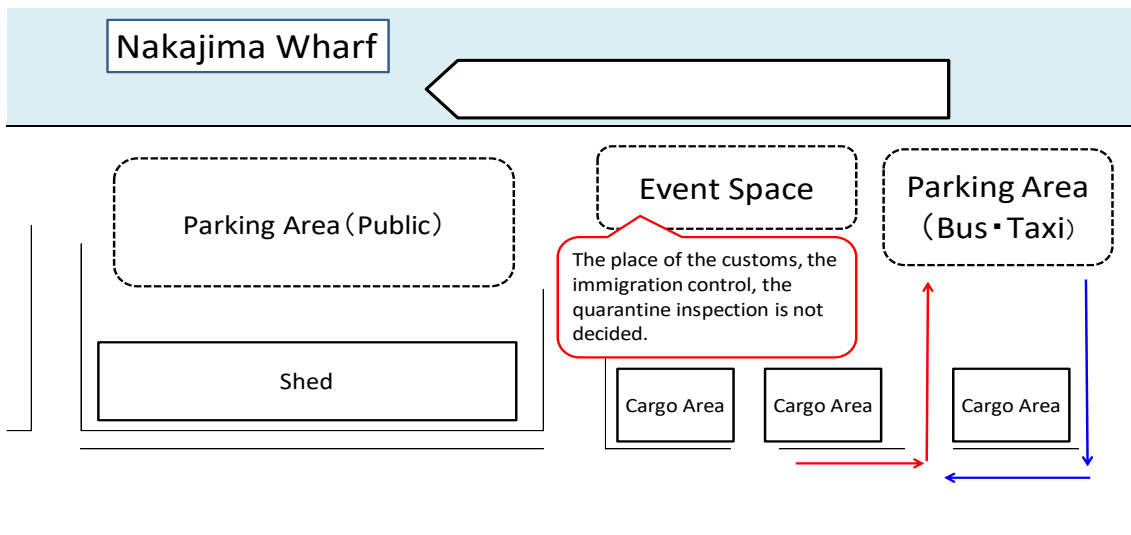 Nakajima Wharf
Parking Area（Public）
Event Space
Parking Area
（Bus・Taxi）
The place of the customs, the
immigration control, the
quarantine inspection is not
decided.
Shed
Cargo Area
Cargo Area
Cargo Area